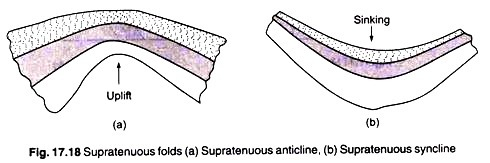 Sinking
Uplift
(a)
(b)
Fig. 17.18 Supratenuous folds (a) Supratenuous anticline, (b) Supratenuous syncline